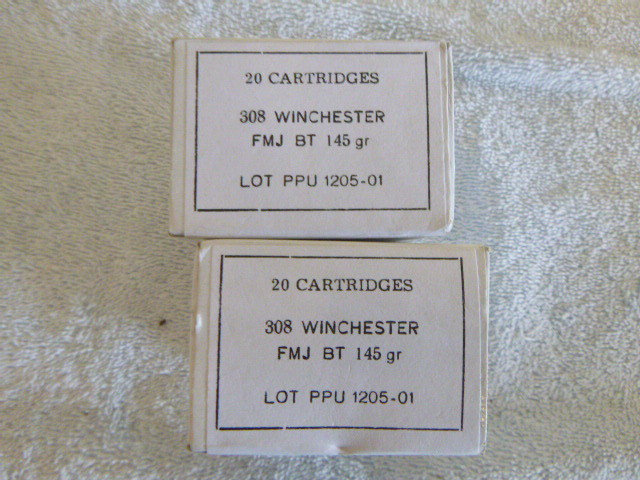 20 CARTRIDGES
308 WINCHESTER
FMJ BT 145 gr
LOT PPU 1205-01
20 CARTRIDGES
308 WINCHESTER
FMJ BT 145 gr
LOT PPU 1205-01